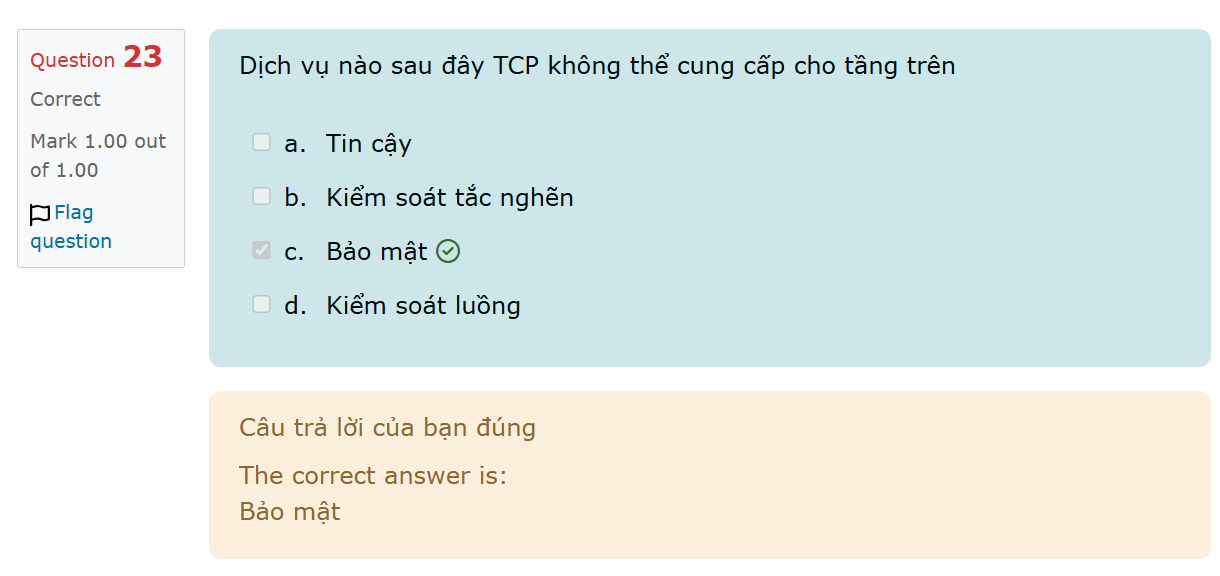 Question 23
Correct
Mark 1.00 out
of 1.00
Flag
question
Dịch vụ nào sau đây TCP không thể cung cấp cho tầng trên
a. Tin cậy
b. Kiểm soát tắc nghẽn
c. Bảo mật
d. Kiểm soát luồng
Câu trả lời của bạn đúng
The correct answer is:
Bảo mật